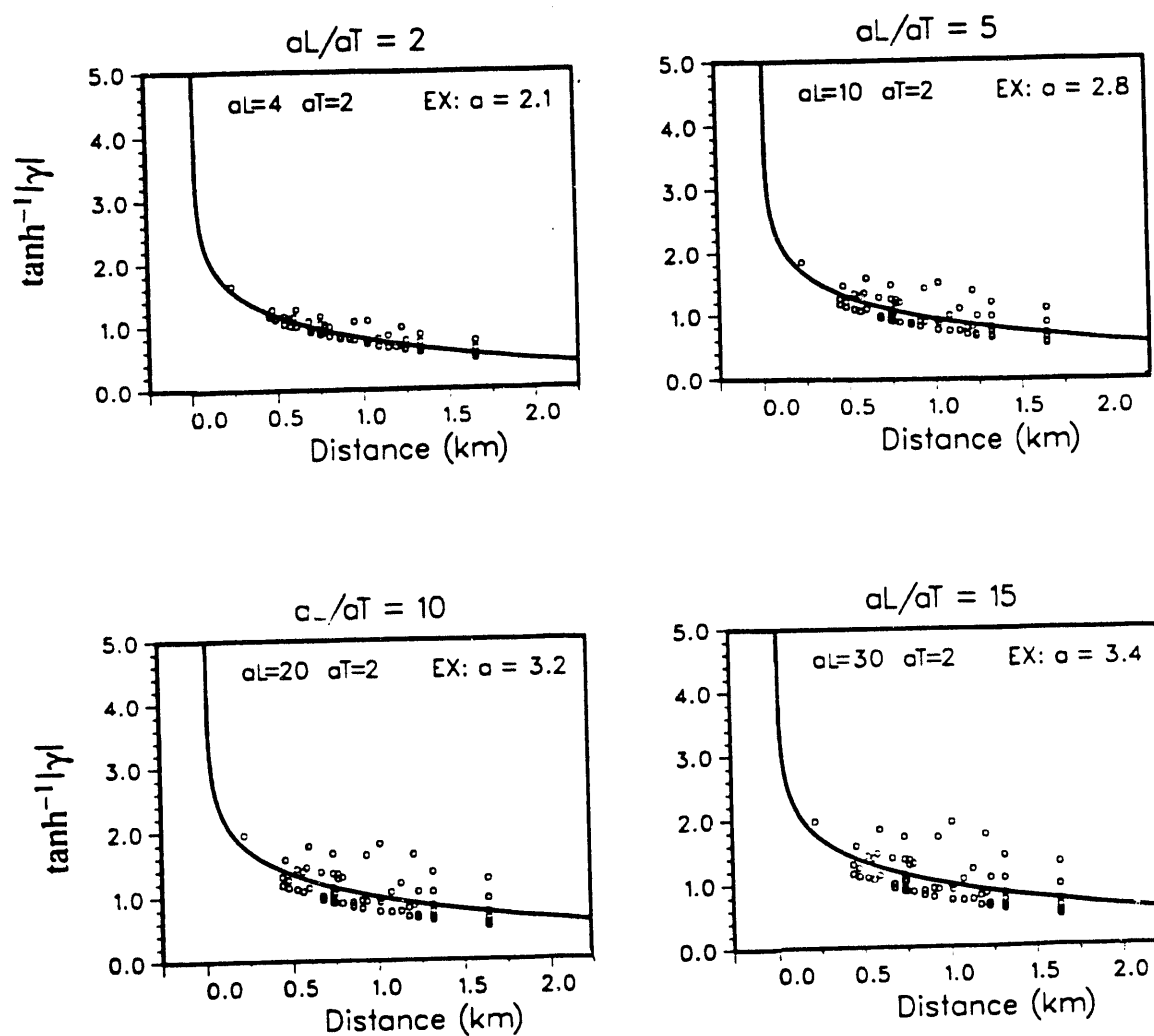 aL/aT = 2
aL=4 aT=2 EX: a = 2.1
5.0
4.0
3.0
2.0
1.0
0.0
tanh⁻¹|γ|
0.0 0.5 1.0 1.5 2.0
Distance (km)
aL/aT = 5
aL=10 aT=2 EX: a = 2.8
5.0
4.0
3.0
2.0
1.0
0.0
0.0 0.5 1.0 1.5 2.0
Distance (km)
a_/aT = 10
aL=20 aT=2 EX: a = 3.2
5.0
4.0
3.0
2.0
1.0
0.0
tanh⁻¹|γ|
0.0 0.5 1.0 1.5 2.0
Distance (km)
aL/aT = 15
aL=30 aT=2 EX: a = 3.4
5.0
4.0
3.0
2.0
1.0
0.0
0.0 0.5 1.0 1.5 2.0
Distance (km)